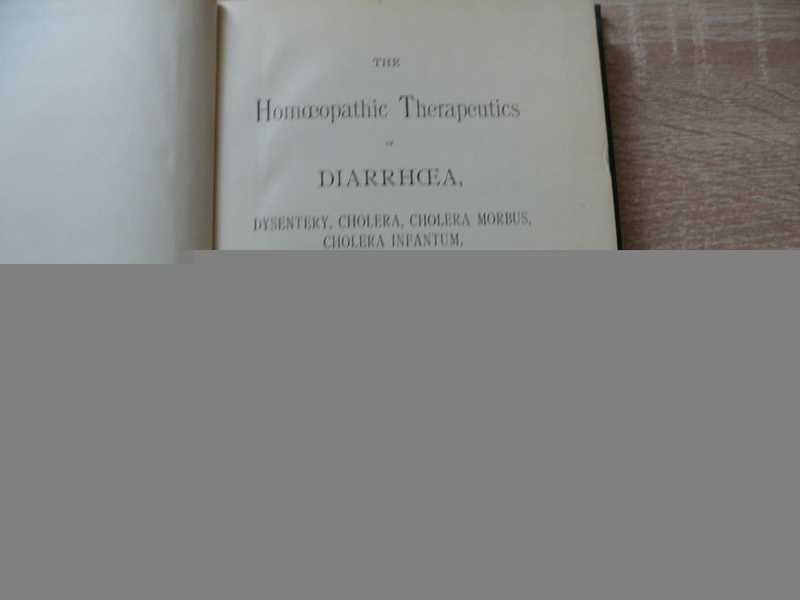 THE
Homœopathic Therapeutics
OF
DIARRHŒA,
DYSENTERY, CHOLERA, CHOLERA MORBUS,
CHOLERA INFANTUM,